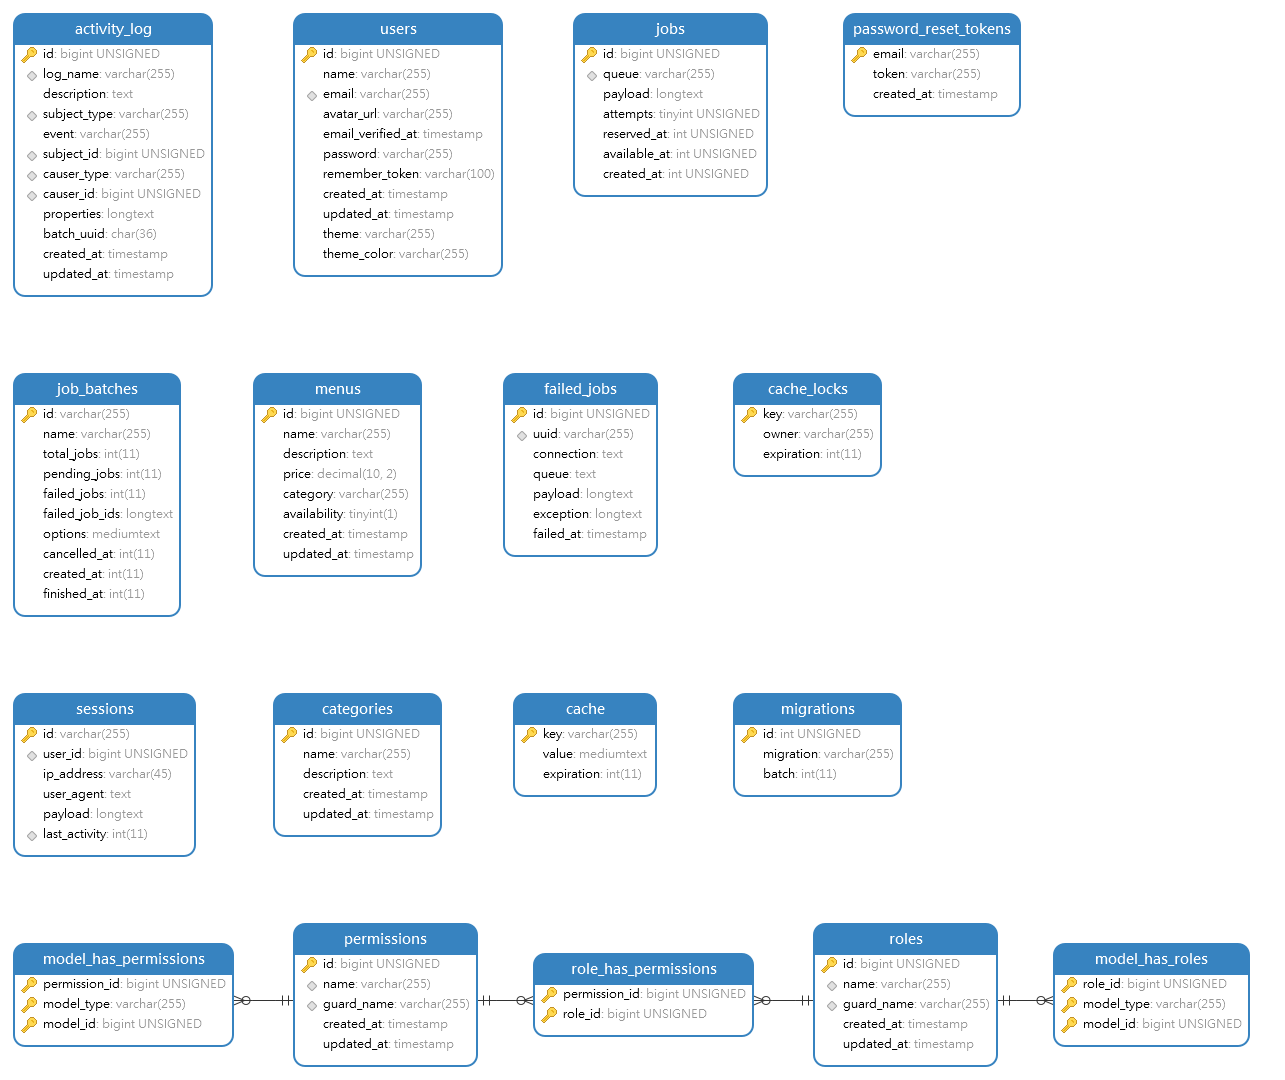 activity_log
id: bigint UNSIGNED
log_name: varchar(255)
description: text
subject_type: varchar(255)
event: varchar(255)
subject_id: bigint UNSIGNED
causer_type: varchar(255)
causer_id: bigint UNSIGNED
properties: longtext
batch_uuid: char(36)
created_at: timestamp
updated_at: timestamp
users
id: bigint UNSIGNED
name: varchar(255)
email: varchar(255)
avatar_url: varchar(255)
email_verified_at: timestamp
password: varchar(255)
remember_token: varchar(100)
created_at: timestamp
updated_at: timestamp
theme: varchar(255)
theme_color: varchar(255)
jobs
id: bigint UNSIGNED
queue: varchar(255)
payload: longtext
attempts: tinyint UNSIGNED
reserved_at: int UNSIGNED
available_at: int UNSIGNED
created_at: int UNSIGNED
password_reset_tokens
email: varchar(255)
token: varchar(255)
created_at: timestamp
job_batches
id: varchar(255)
name: varchar(255)
total_jobs: int(11)
pending_jobs: int(11)
failed_jobs: int(11)
failed_job_ids: longtext
options: mediumtext
cancelled_at: int(11)
created_at: int(11)
finished_at: int(11)
menus
id: bigint UNSIGNED
name: varchar(255)
description: text
price: decimal(10, 2)
category: varchar(255)
availability: tinyint(1)
created_at: timestamp
updated_at: timestamp
failed_jobs
id: bigint UNSIGNED
uuid: varchar(255)
connection: text
queue: text
payload: longtext
exception: longtext
failed_at: timestamp
cache_locks
key: varchar(255)
owner: varchar(255)
expiration: int(11)
sessions
id: varchar(255)
user_id: bigint UNSIGNED
ip_address: varchar(45)
user_agent: text
payload: longtext
last_activity: int(11)
categories
id: bigint UNSIGNED
name: varchar(255)
description: text
created_at: timestamp
updated_at: timestamp
cache
key: varchar(255)
value: mediumtext
expiration: int(11)
migrations
id: int UNSIGNED
migration: varchar(255)
batch: int(11)
model_has_permissions
permission_id: bigint UNSIGNED
model_type: varchar(255)
model_id: bigint UNSIGNED
permissions
id: bigint UNSIGNED
name: varchar(255)
guard_name: varchar(255)
created_at: timestamp
updated_at: timestamp
role_has_permissions
permission_id: bigint UNSIGNED
role_id: bigint UNSIGNED
roles
id: bigint UNSIGNED
name: varchar(255)
guard_name: varchar(255)
created_at: timestamp
updated_at: timestamp
model_has_roles
role_id: bigint UNSIGNED
model_type: varchar(255)
model_id: bigint UNSIGNED